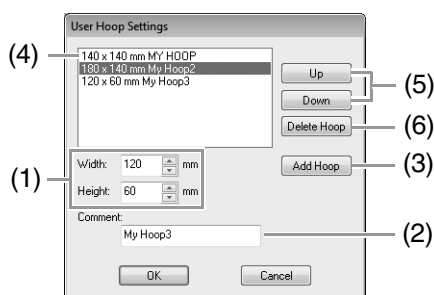 User Hoop Settings
(4)
140 x 140 mm MY HOOP
180 x 140 mm My Hoop2
120 x 60 mm My Hoop3
Up
Down
(5)
Delete Hoop
(6)
(1)
Width: 120 mm
Height: 60 mm
Add Hoop
(3)
Comment:
My Hoop3
(2)
OK
Cancel